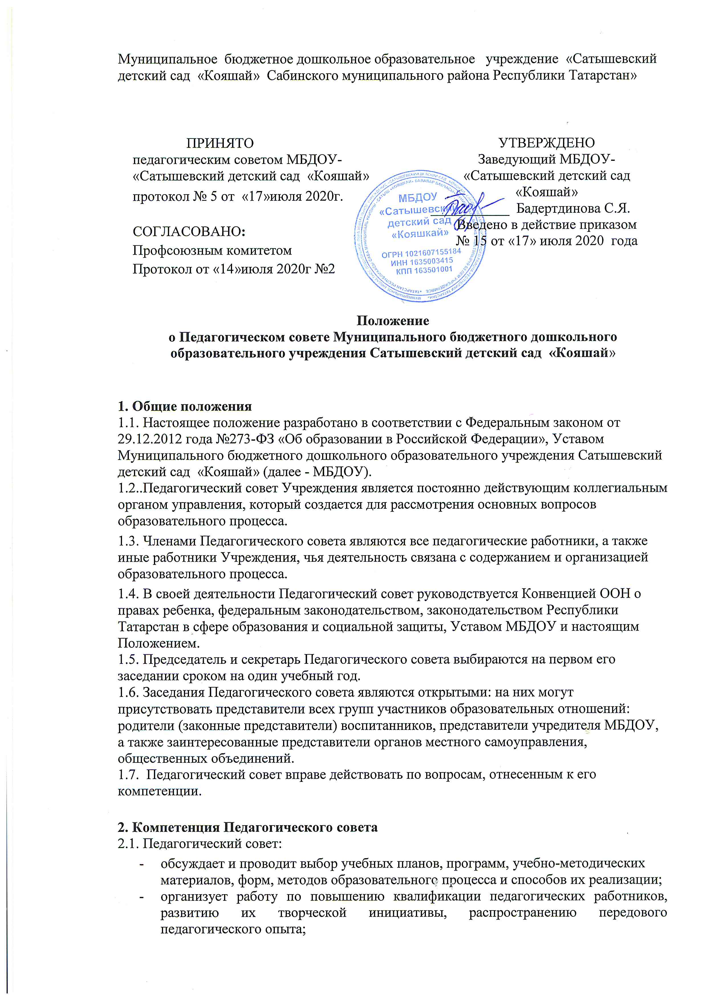 Муниципальное бюджетное дошкольное образовательное учреждение «Сатышевский
детский сад «Кояшай» Сабинского муниципального района Республики Татарстан»
ПРИНЯТО
педагогическим советом МБДОУ-
«Сатышевский детский сад «Кояшай»
протокол № 5 от «17»июля 2020г.
СОГЛАСОВАНО:
Профсоюзным комитетом
Протокол от «14»июля 2020г №2
УТВЕРЖДЕНО
Заведующий МБДОУ-
«Сатышевский детский сад
«Кояшай»
Бадертдинова С.Я.
Введено в действие приказом
№ 15 от «17» июля 2020 года
МБДОУ
«Сатышевский
детский сад
«Кояшкай»
ОГРН 1021607155184
ИНН 1635003415
КПП 163501001
Положение
о Педагогическом совете Муниципального бюджетного дошкольного
образовательного учреждения Сатышевский детский сад «Кояшай»
1. Общие положения
1.1. Настоящее положение разработано в соответствии с Федеральным законом от
29.12.2012 года №273-ФЗ «Об образовании в Российской Федерации», Уставом
Муниципального бюджетного дошкольного образовательного учреждения Сатышевский
детский сад «Кояшай» (далее - МБДОУ).
1.2..Педагогический совет Учреждения является постоянно действующим коллегиальным
органом управления, который создается для рассмотрения основных вопросов
образовательного процесса.
1.3. Членами Педагогического совета являются все педагогические работники, а также
иные работники Учреждения, чья деятельность связана с содержанием и организацией
образовательного процесса.
1.4. В своей деятельности Педагогический совет руководствуется Конвенцией ООН о
правах ребенка, федеральным законодательством, законодательством Республики
Татарстан в сфере образования и социальной защиты, Уставом МБДОУ и настоящим
Положением.
1.5. Председатель и секретарь Педагогического совета выбираются на первом его
заседании сроком на один учебный год.
1.6. Заседания Педагогического совета являются открытыми: на них могут
присутствовать представители всех групп участников образовательных отношений:
родители (законные представители) воспитанников, представители учредителя МБДОУ,
а также заинтересованные представители органов местного самоуправления,
общественных объединений.
1.7. Педагогический совет вправе действовать по вопросам, отнесенным к его
компетенции.
2. Компетенция Педагогического совета
2.1. Педагогический совет:
- обсуждает и проводит выбор учебных планов, программ, учебно-методических
материалов, форм, методов образовательного процесса и способов их реализации;
- организует работу по повышению квалификации педагогических работников,
развитию их творческой инициативы, распространению передового
педагогического опыта;